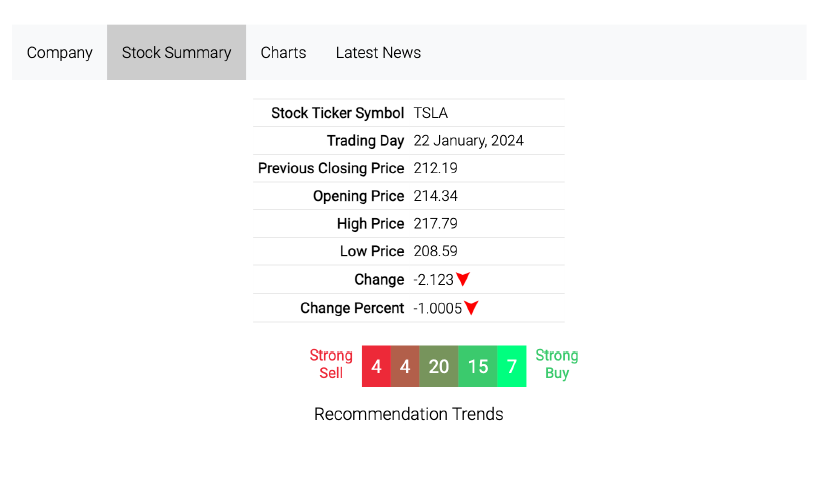 Company Stock Summary Charts Latest News
Stock Ticker Symbol TSLA
Trading Day 22 January, 2024
Previous Closing Price 212.19
Opening Price 214.34
High Price 217.79
Low Price 208.59
Change -2.123
Change Percent -1.0005
Strong Sell 4 4 20 15 7 Strong Buy
Recommendation Trends